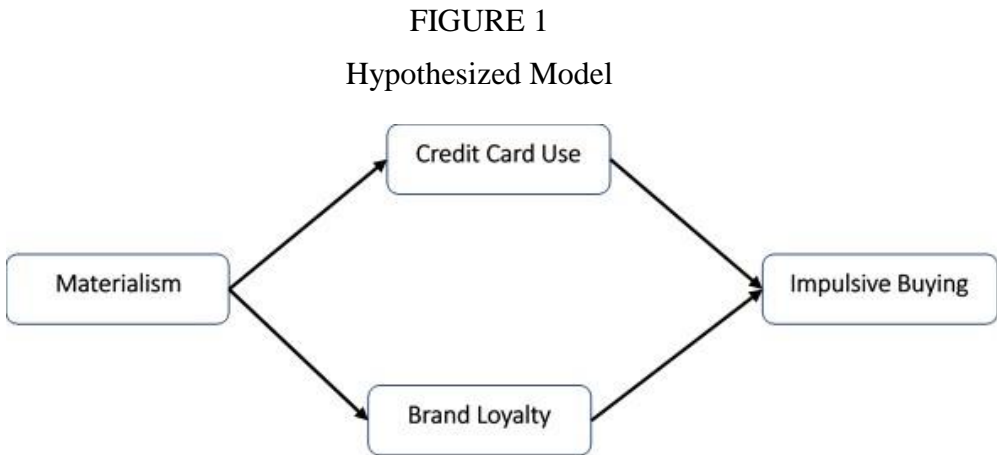 FIGURE 1
Hypothesized Model
Credit Card Use
Materialism
Impulsive Buying
Brand Loyalty